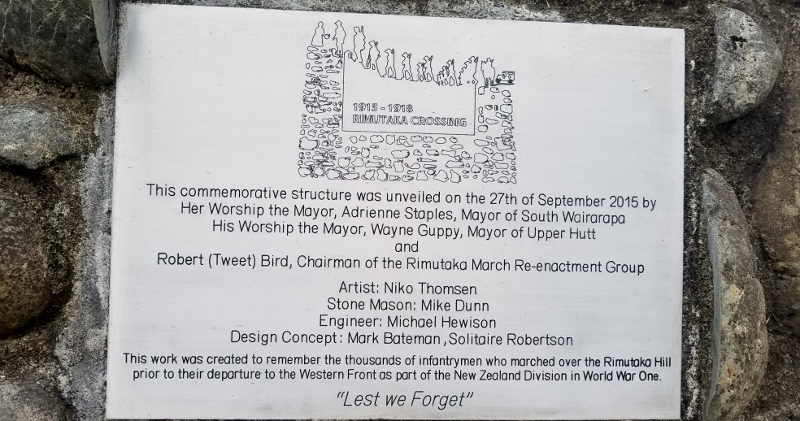 1915 - 1918
RIMUTAKA CROSSING
This commemorative structure was unveiled on the 27th of September 2015 by
Her Worship the Mayor, Adrienne Staples, Mayor of South Wairarapa
His Worship the Mayor, Wayne Guppy, Mayor of Upper Hutt
and
Robert (Tweet) Bird, Chairman of the Rimutaka March Re-enactment Group
Artist: Niko Thomsen
Stone Mason: Mike Dunn
Engineer: Michael Hewison
Design Concept: Mark Bateman, Solitaire Robertson
This work was created to remember the thousands of infantrymen who marched over the Rimutaka Hill
prior to their departure to the Western Front as part of the New Zealand Division in World War One.
"Lest we Forget"